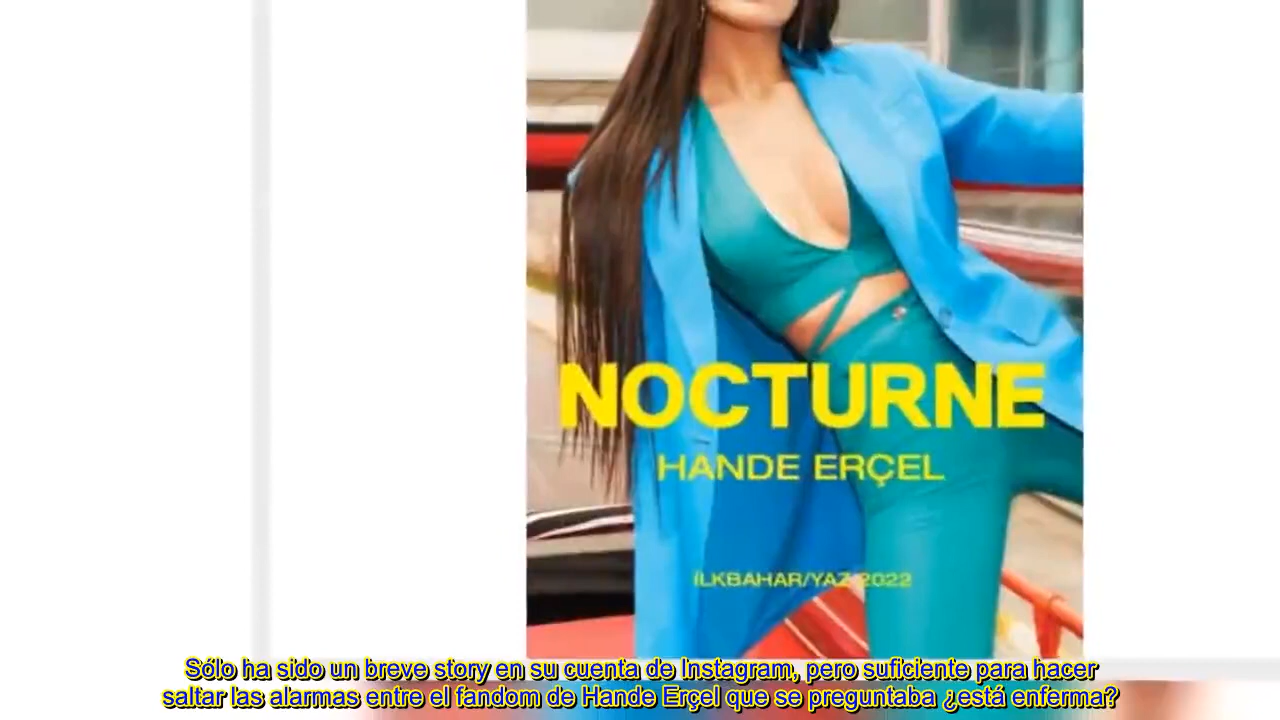 NOCTURNE
HANDE ERÇEL
İLKBAHAR/YAZ 2022
Sólo ha sido un breve story en su cuenta de Instagram, pero suficiente para hacer
saltar las alarmas entre el fandom de Hande Erçel que se preguntaba ¿está enferma?